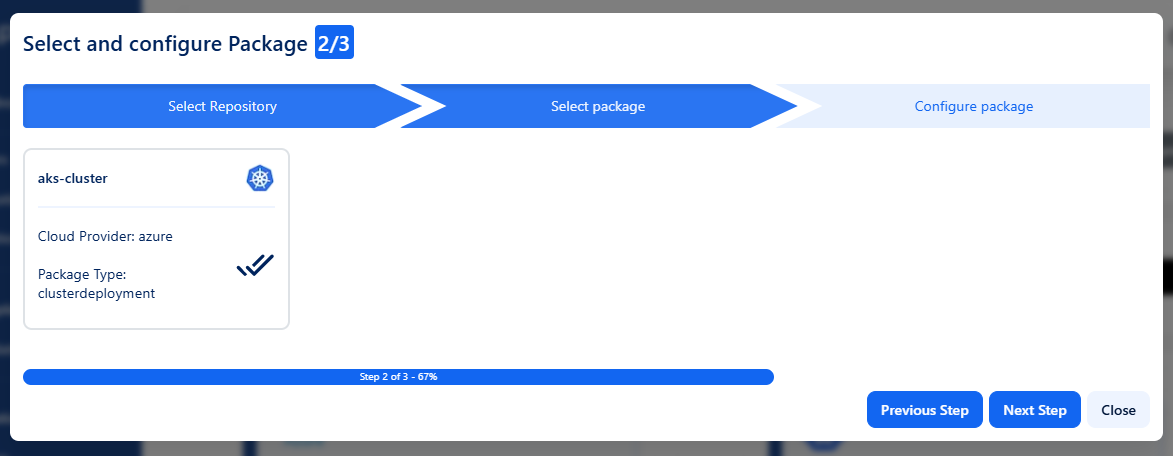 Select and configure Package 2/3
Select Repository
Select package
Configure package
aks-cluster
Cloud Provider: azure
Package Type:
clusterdeployment
Step 2 of 3 - 67%
Previous Step
Next Step
Close